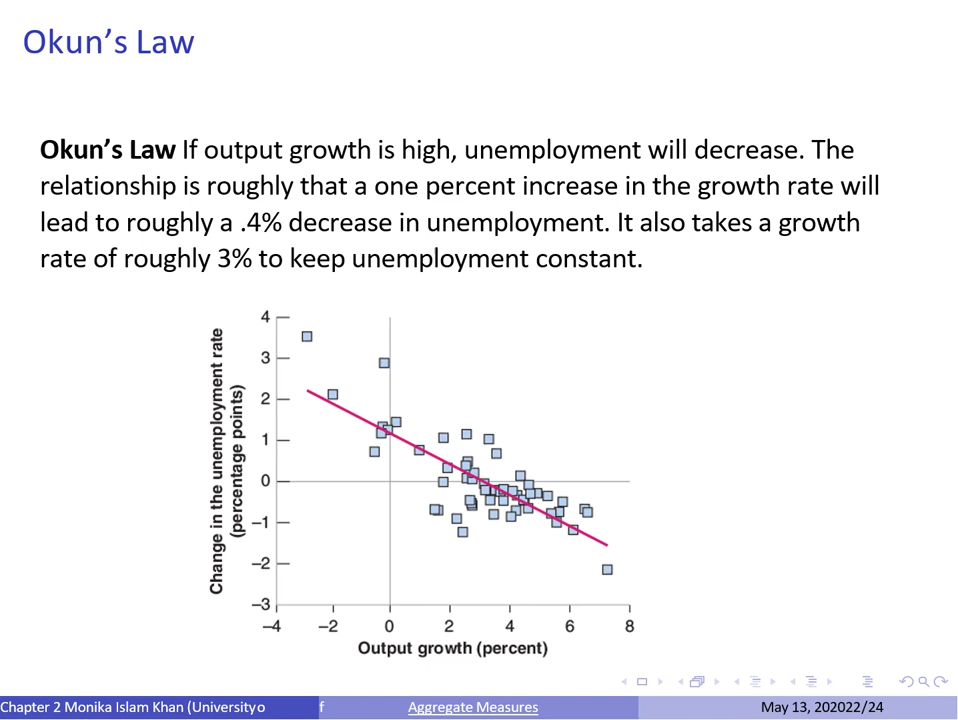 Okun’s Law
Okun’s Law If output growth is high, unemployment will decrease. The
relationship is roughly that a one percent increase in the growth rate will
lead to roughly a .4% decrease in unemployment. It also takes a growth
rate of roughly 3% to keep unemployment constant.
Change in the unemployment rate
(percentage points)
4
3
2
1
0
–1
–2
–3
–4 –2 0 2 4 6 8
Output growth (percent)
Chapter 2 Monika Islam Khan (Universityo f Aggregate Measures May 13, 202022/24